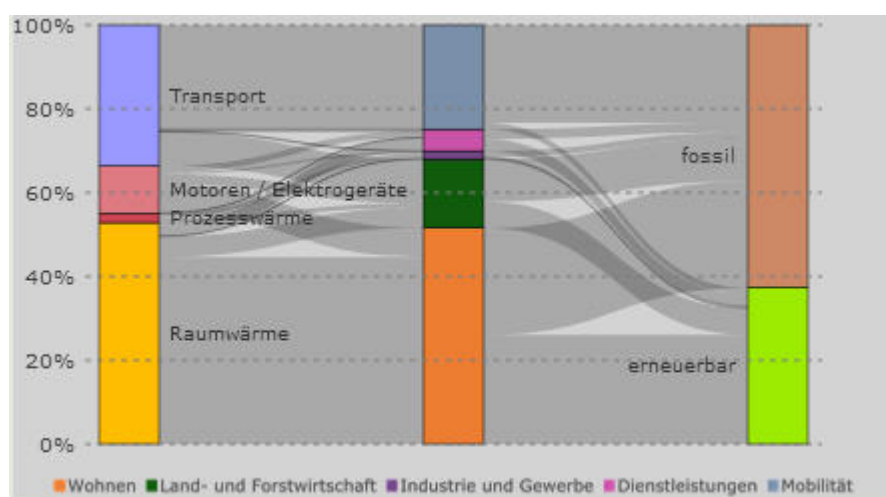 100%
Transport
80%
fossil
Motoren / Elektrogeräte
60%
Prozesswärme
40%
Raumwärme
20%
erneuerbar
0%
Wohnen Land- und Forstwirtschaft Industrie und Gewerbe Dienstleistungen Mobilität